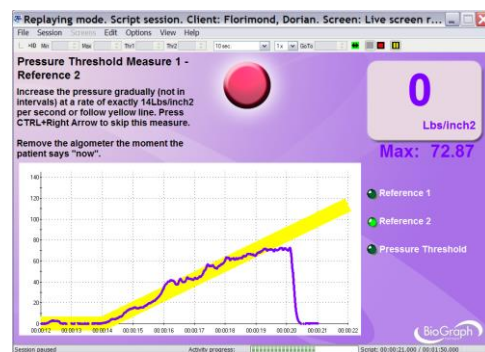 Replaying mode. Script session. Client: Florimond, Dorian. Screen: Live screen r...
File Session Screens Edit Options View Help
Min Max Thr1 Thr2 10 sec 1 x GoTo
Pressure Threshold Measure 1 -
Reference 2
Increase the pressure gradually (not in
intervals) at a rate of exactly 14Lbs/inch2
per second or follow yellow line. Press
CTRL+Right Arrow to skip this measure.
Remove the algometer the moment the
patient says "now".
0
Lbs/inch2
Max: 72.87
Reference 1
Reference 2
Pressure Threshold
140
120
100
80
60
40
20
0
00:00:12 00:00:13 00:00:14 00:00:15 00:00:16 00:00:17 00:00:18 00:00:19 00:00:20 00:00:21 00:00:22
BioGraph
Session paused Activity progress: Script: 00:00:21.000 / 00:01:50.000